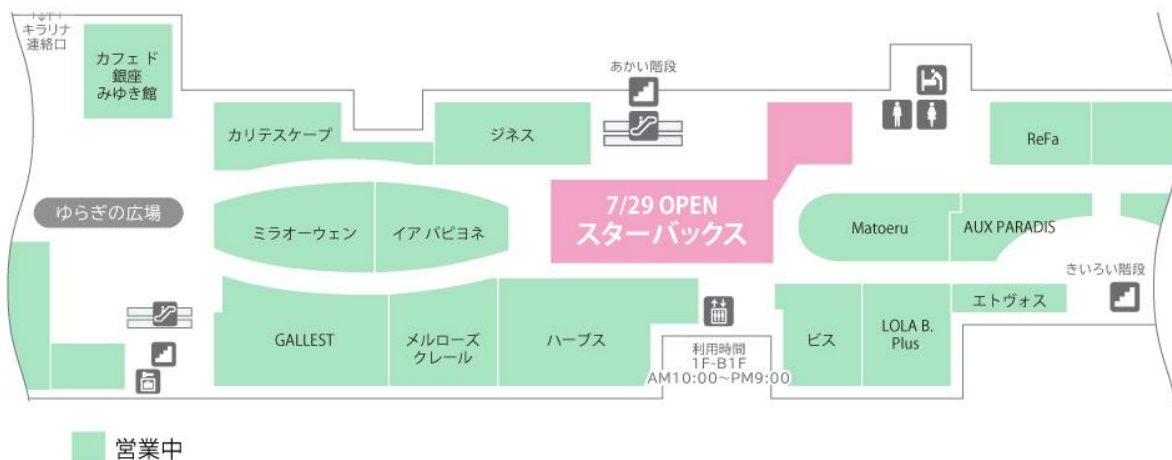 キラリナ
連絡口
カフェ ド
銀座
みゆき館
あかい階段
カリテスケープ
ジネス
ReFa
ゆらぎの広場
ミラオーウェン
イア パピヨネ
7/29 OPEN
スターバックス
Matoeru
AUX PARADIS
きいろい階段
エトヴォス
GALLEST
メルローズ
クレール
ハーブス
利用時間
1F-B1F
AM10:00～PM9:00
ビス
LOLA B.
Plus
営業中